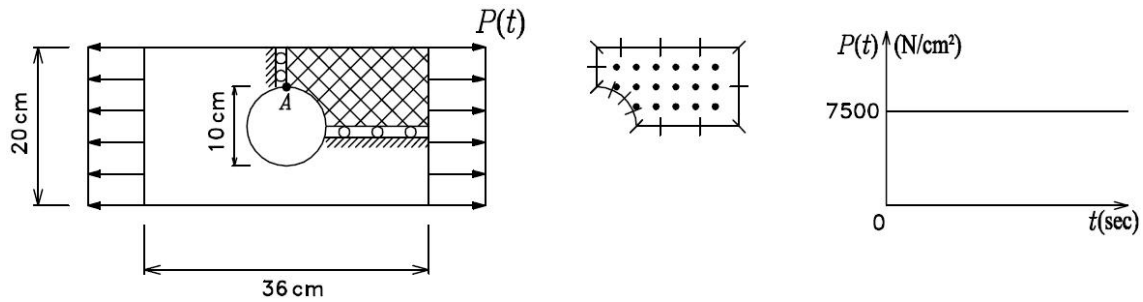 P(t)
20 cm
A
10 cm
36 cm
P(t) (N/cm²)
7500
0
t(sec)